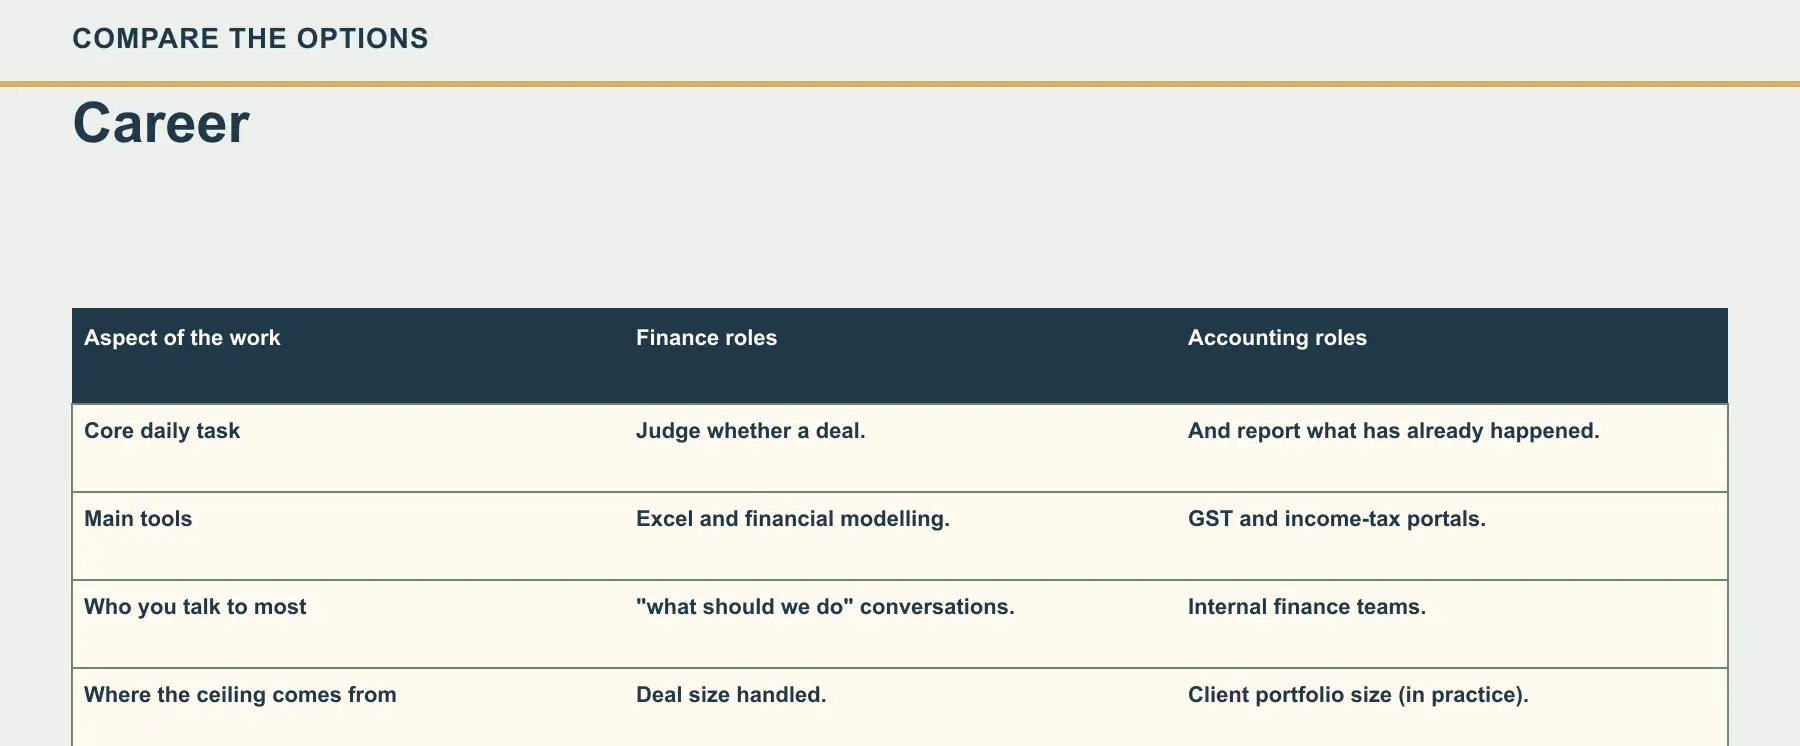 COMPARE THE OPTIONS
Career
Aspect of the work Finance roles Accounting roles
Core daily task Judge whether a deal. And report what has already happened.
Main tools Excel and financial modelling. GST and income-tax portals.
Who you talk to most "what should we do" conversations. Internal finance teams.
Where the ceiling comes from Deal size handled. Client portfolio size (in practice).